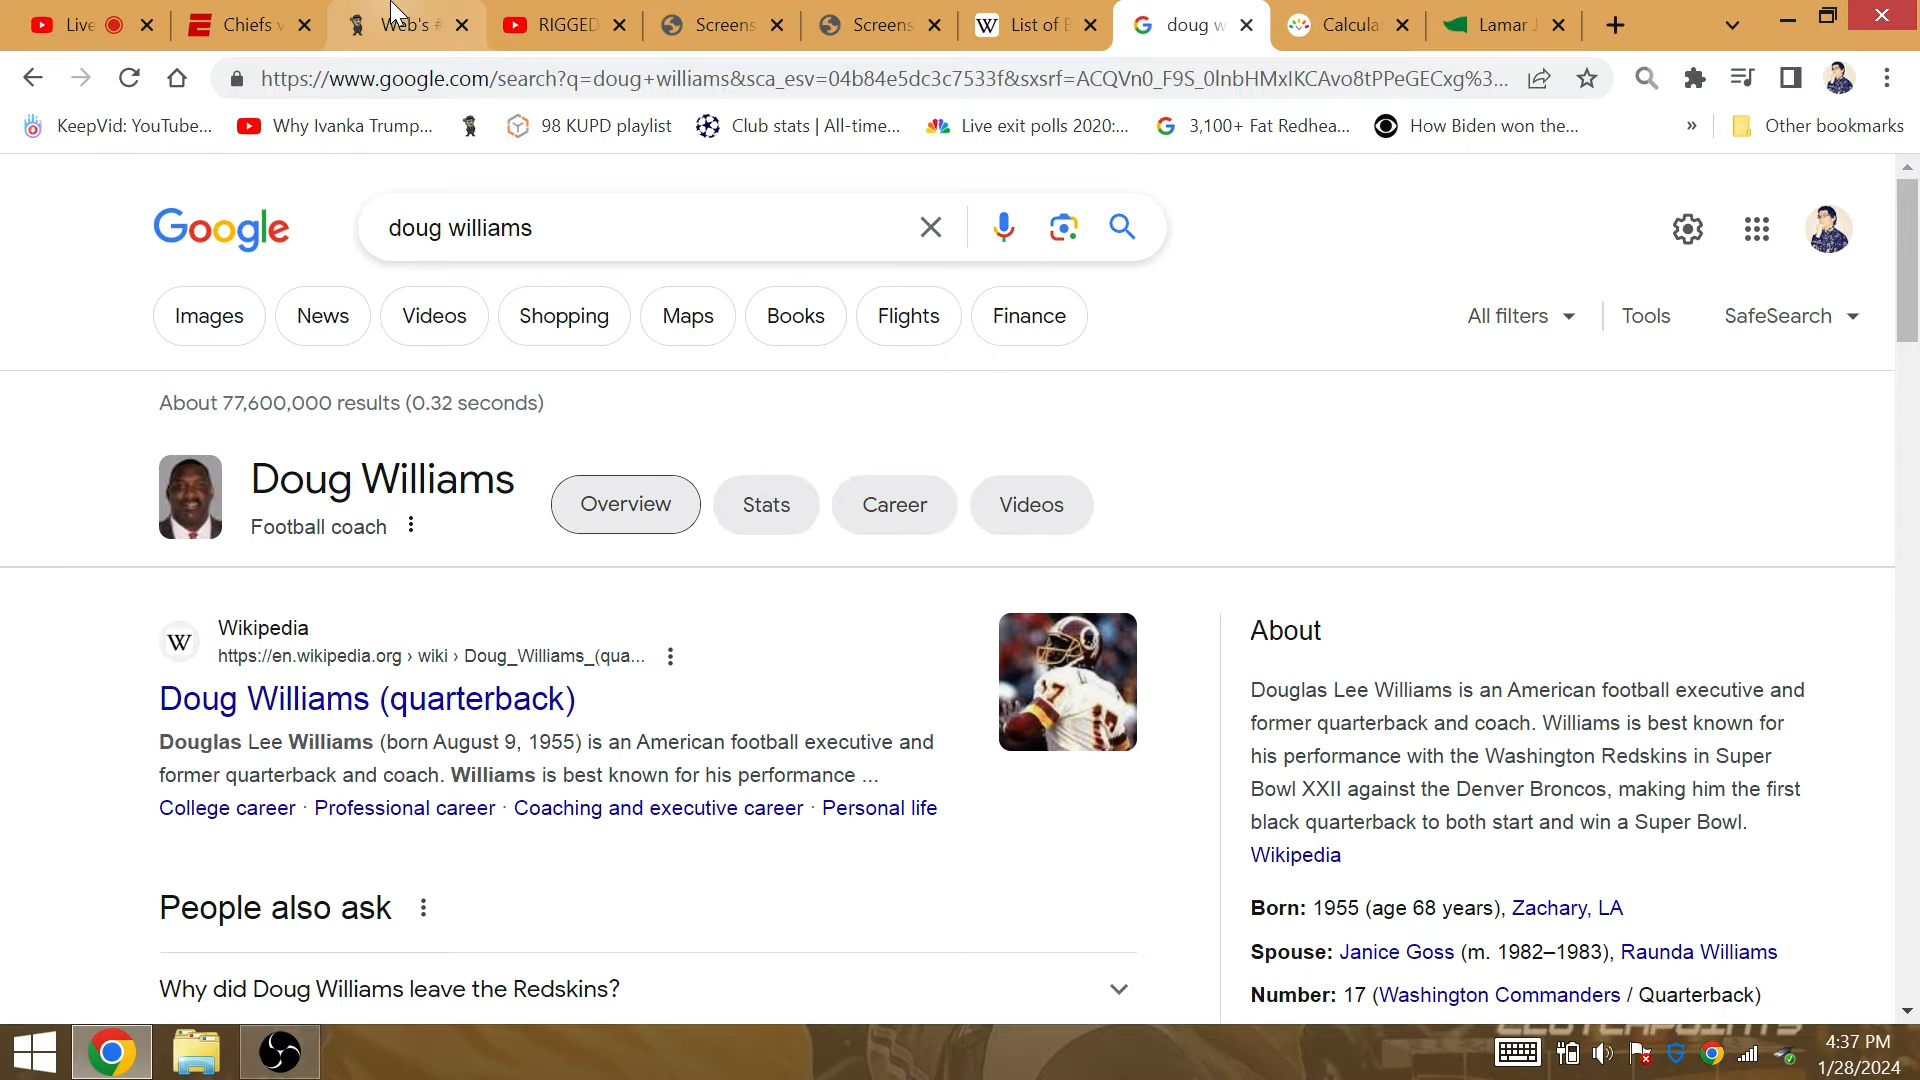 Live
Chiefs v
Web's #
RIGGED
Screens
Screens
List of B
doug w
Calcula
Lamar J
https://www.google.com/search?q=doug+williams&sca_esv=04b84e5dc3c7533f&sxsrf=ACQVn0_F9S_0lnbHMxIKCAvo8tPPeGECxg%3...
KeepVid: YouTube...
Why Ivanka Trump...
98 KUPD playlist
Club stats | All-time...
Live exit polls 2020:...
3,100+ Fat Redhea...
How Biden won the...
»
Other bookmarks
Google
doug williams
Images
News
Videos
Shopping
Maps
Books
Flights
Finance
All filters
Tools
SafeSearch
About 77,600,000 results (0.32 seconds)
Doug Williams
Football coach
Overview
Stats
Career
Videos
W
Wikipedia
https://en.wikipedia.org › wiki › Doug_Williams_(qua...
Doug Williams (quarterback)
Douglas Lee Williams (born August 9, 1955) is an American football executive and
former quarterback and coach. Williams is best known for his performance ...
College career · Professional career · Coaching and executive career · Personal life
17
People also ask
Why did Doug Williams leave the Redskins?
About
Douglas Lee Williams is an American football executive and
former quarterback and coach. Williams is best known for
his performance with the Washington Redskins in Super
Bowl XXII against the Denver Broncos, making him the first
black quarterback to both start and win a Super Bowl.
Wikipedia
Born: 1955 (age 68 years), Zachary, LA
Spouse: Janice Goss (m. 1982–1983), Raunda Williams
Number: 17 (Washington Commanders / Quarterback)
CLUTCHPOINTS
4:37 PM
1/28/2024